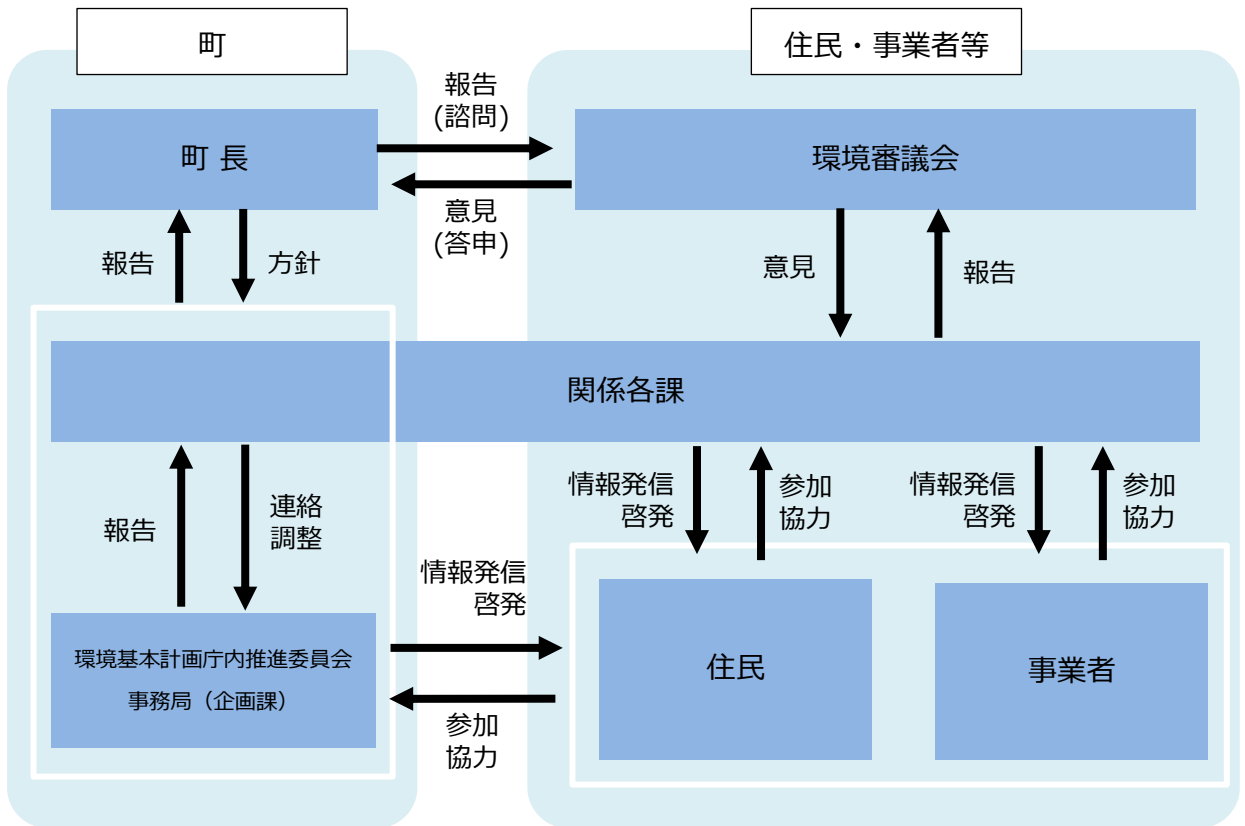 町
住民・事業者等
報告
(諮問)
町 長
環境審議会
意見
(答申)
報告
方針
意見
報告
関係各課
報告
連絡
調整
情報発信
啓発
参加
協力
情報発信
啓発
参加
協力
情報発信
啓発
環境基本計画庁内推進委員会
事務局（企画課）
住民
事業者
参加
協力